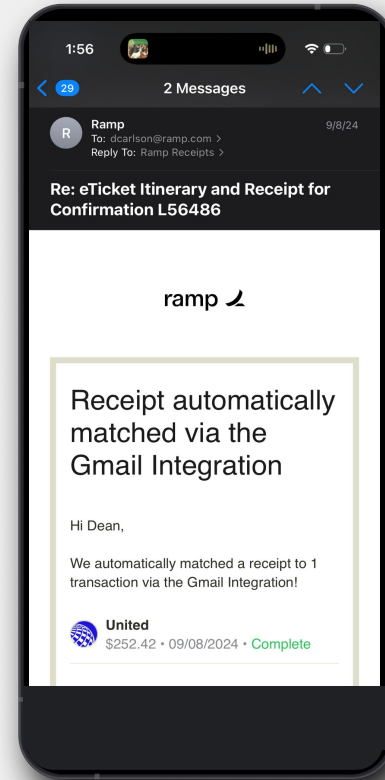 1:56
29
2 Messages
R
Ramp
9/8/24
To: dcarlson@ramp.com >
Reply To: Ramp Receipts >
Re: eTicket Itinerary and Receipt for
Confirmation L56486
ramp
Receipt automatically
matched via the
Gmail Integration
Hi Dean,
We automatically matched a receipt to 1
transaction via the Gmail Integration!
United
$252.42 • 09/08/2024 • Complete